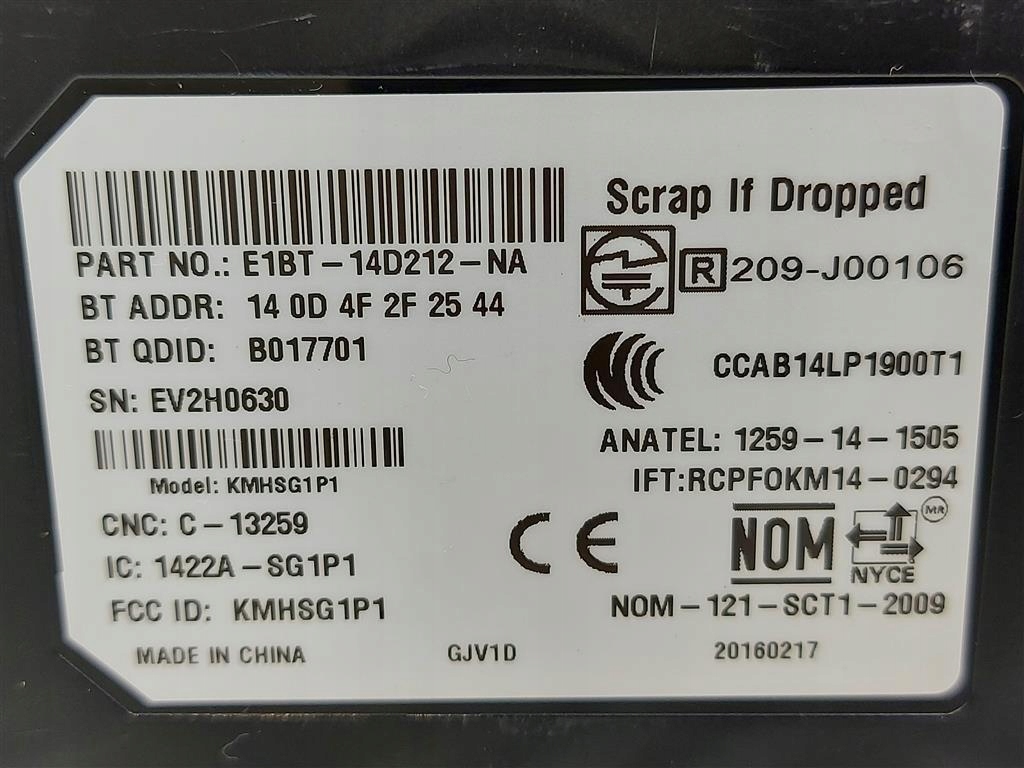 PART NO.: E1BT-14D212-NA
BT ADDR: 14 0D 4F 2F 25 44
BT QDID: B017701
SN: EV2H0630
Model: KMHSG1P1
CNC: C-13259
IC: 1422A-SG1P1
FCC ID: KMHSG1P1
MADE IN CHINA
GJV1D
Scrap If Dropped
R 209-J00106
CCAB14LP1900T1
ANATEL: 1259-14-1505
IFT:RCPFOKM14-0294
CE
NOM
MR
NYCE
NOM-121-SCT1-2009
20160217